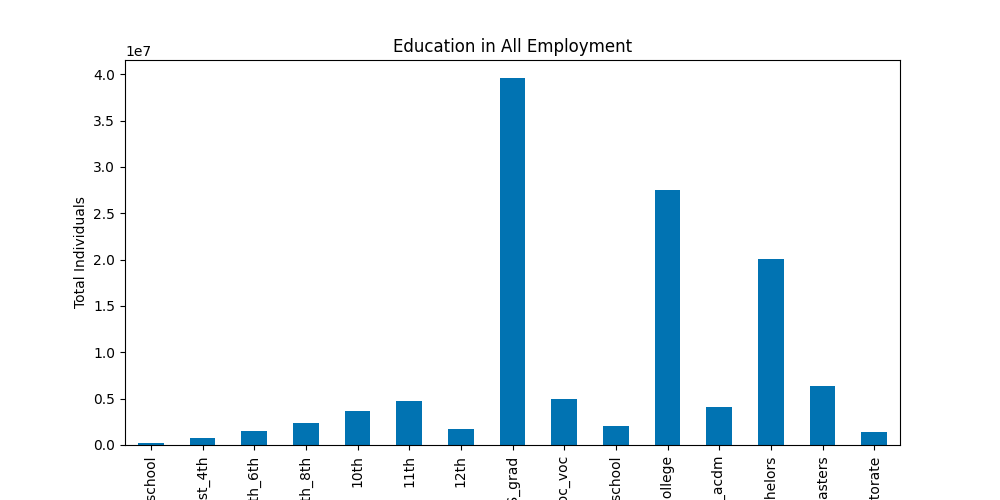 Education in All Employment
1e7
4.0
3.5
3.0
2.5
2.0
1.5
1.0
0.5
0.0
Total Individuals
school
st_4th
th_6th
th_8th
10th
11th
12th
S_grad
oc_voc
school
ollege
_acdm
helors
asters
torate